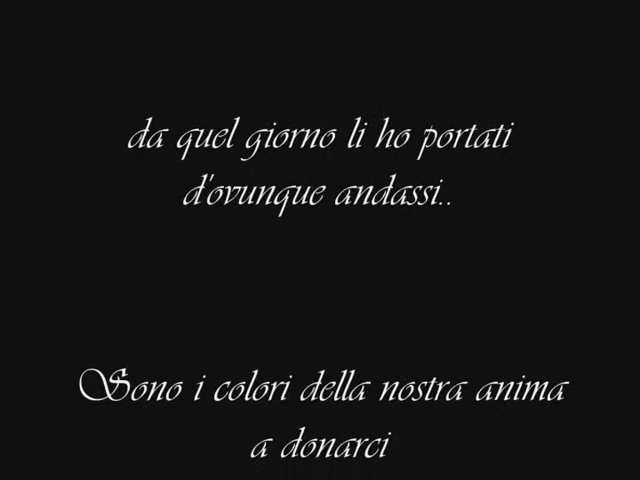 da quel giorno li ho portati
d'ovunque andassi..
Sono i colori della nostra anima
a donarci